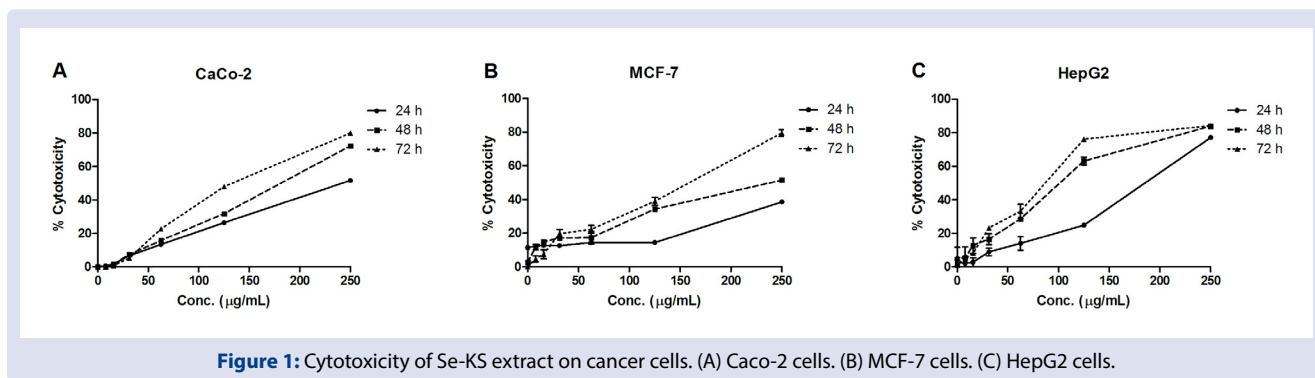 A
CaCo-2
% Cytotoxicity
100
80
60
40
20
0
0
50
100
150
200
250
Conc. (µg/mL)
24 h
48 h
72 h
B
MCF-7
% Cytotoxicity
100
80
60
40
20
0
0
50
100
150
200
250
Conc. (µg/mL)
24 h
48 h
72 h
C
HepG2
% Cytotoxicity
100
80
60
40
20
0
0
50
100
150
200
250
Conc. (µg/mL)
24 h
48 h
72 h
Figure 1: Cytotoxicity of Se-KS extract on cancer cells. (A) Caco-2 cells. (B) MCF-7 cells. (C) HepG2 cells.